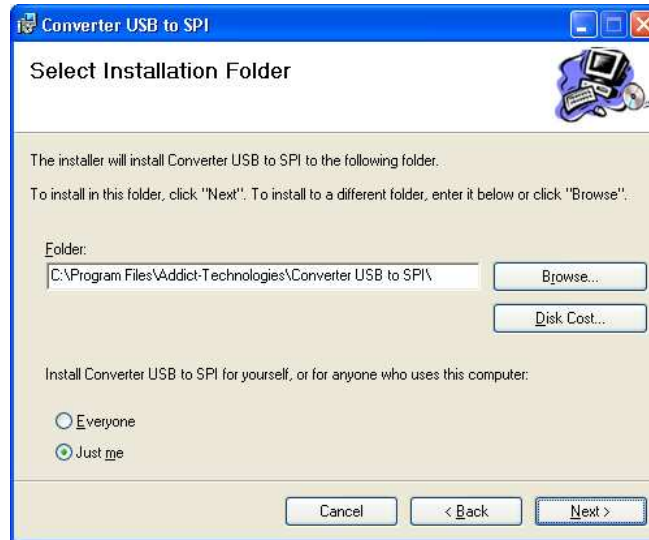 Converter USB to SPI
Select Installation Folder
The installer will install Converter USB to SPI to the following folder.
To install in this folder, click "Next". To install to a different folder, enter it below or click "Browse".
Folder:
C:\Program Files\Addict-Technologies\Converter USB to SPI\
Browse...
Disk Cost...
Install Converter USB to SPI for yourself, or for anyone who uses this computer:
Everyone
Just me
Cancel
< Back
Next >